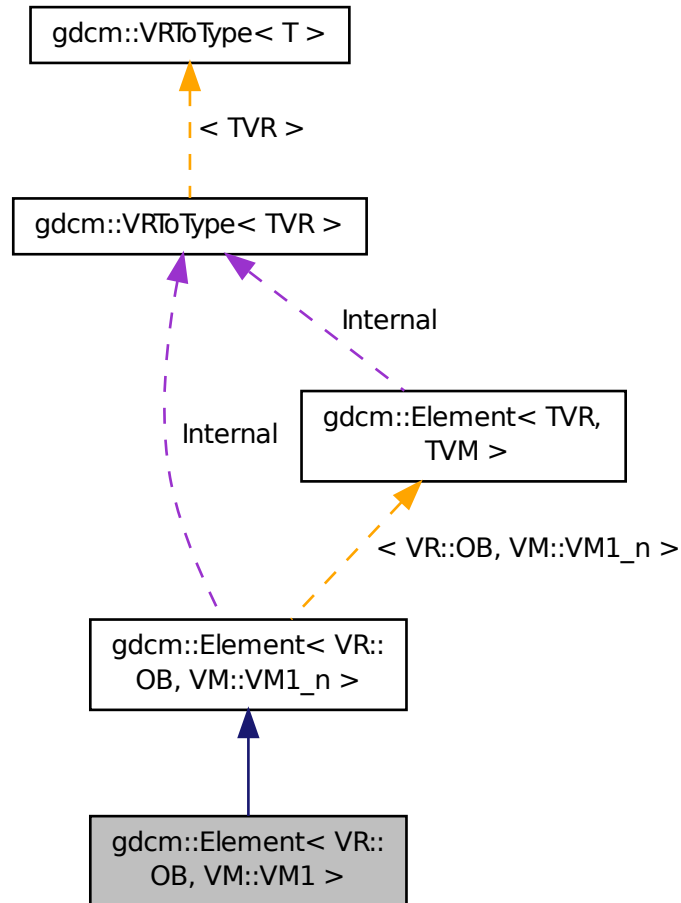 gdcm::VRToType< T >
< TVR >
gdcm::VRToType< TVR >
Internal
gdcm::Element< TVR,
TVM >
Internal
< VR::OB, VM::VM1_n >
gdcm::Element< VR::
OB, VM::VM1_n >
gdcm::Element< VR::
OB, VM::VM1 >